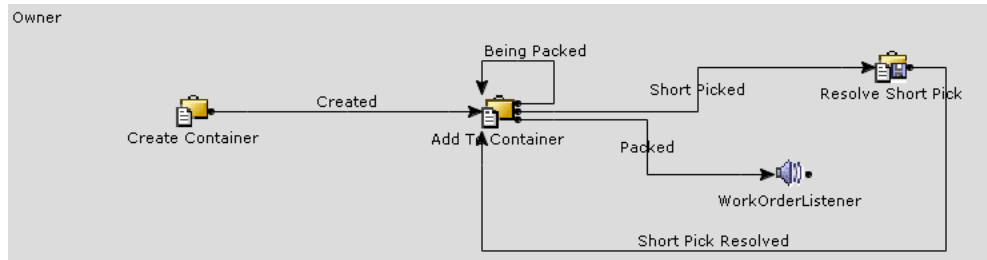 Owner
Being Packed
Short Picked
Resolve Short Pick
Created
Create Container
Add To Container
Packed
WorkOrderListener
Short Pick Resolved